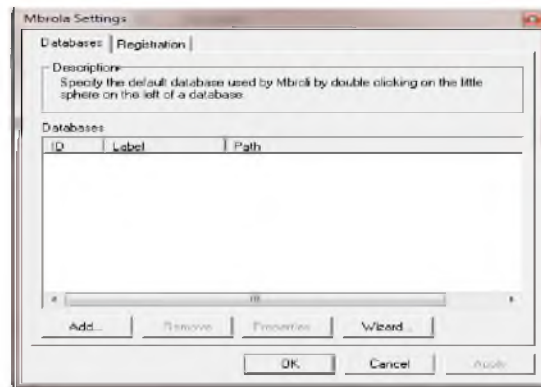 Mbrola Settings
Databases Registration
Description
Specify the default database used by Mbroli by double clicking on the little
sphere on the left of a database.
Databases
ID Label Path
Add... Remove Properties Wizard...
OK Cancel Apply